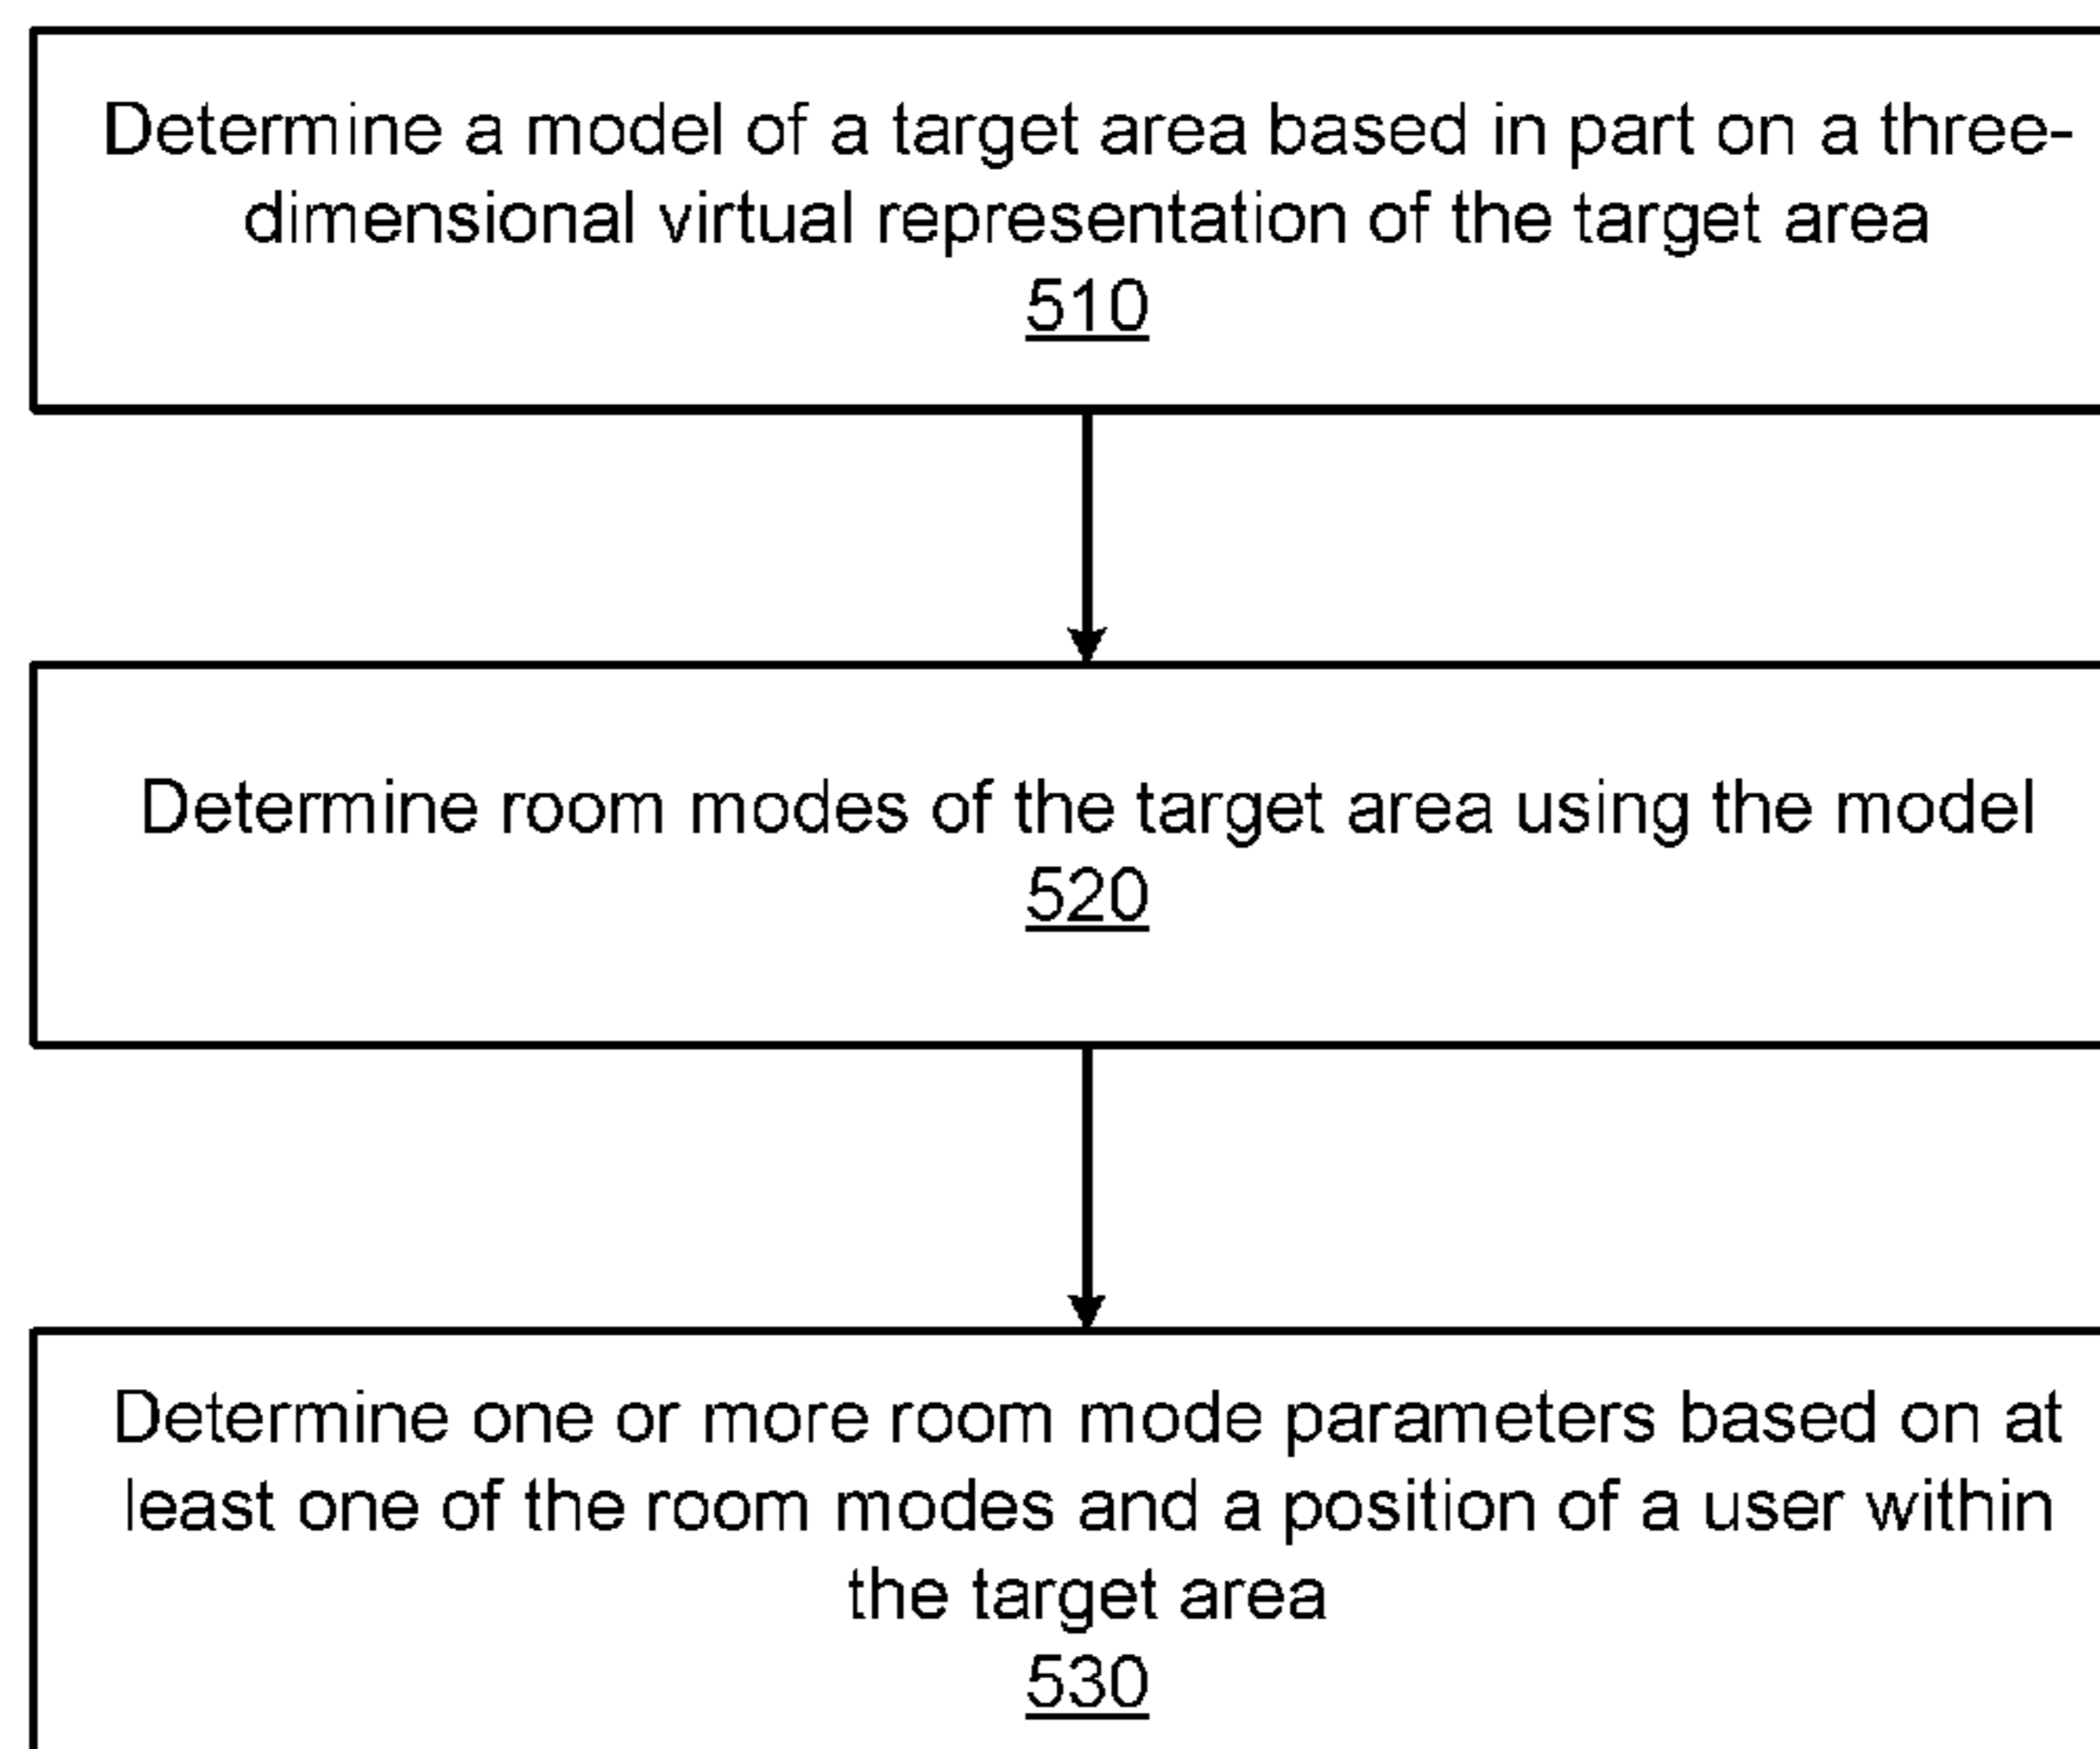 Determine a model of a target area based in part on a three-
dimensional virtual representation of the target area
510
Determine room modes of the target area using the model
520
Determine one or more room mode parameters based on at
least one of the room modes and a position of a user within
the target area
530